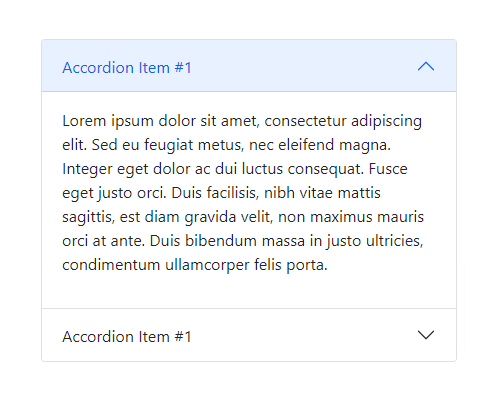 Accordion Item #1
Lorem ipsum dolor sit amet, consectetur adipiscing
elit. Sed eu feugiat metus, nec eleifend magna.
Integer eget dolor ac dui luctus consequat. Fusce
eget justo orci. Duis facilisis, nibh vitae mattis
sagittis, est diam gravida velit, non maximus mauris
orci at ante. Duis bibendum massa in justo ultricies,
condimentum ullamcorper felis porta.
Accordion Item #1